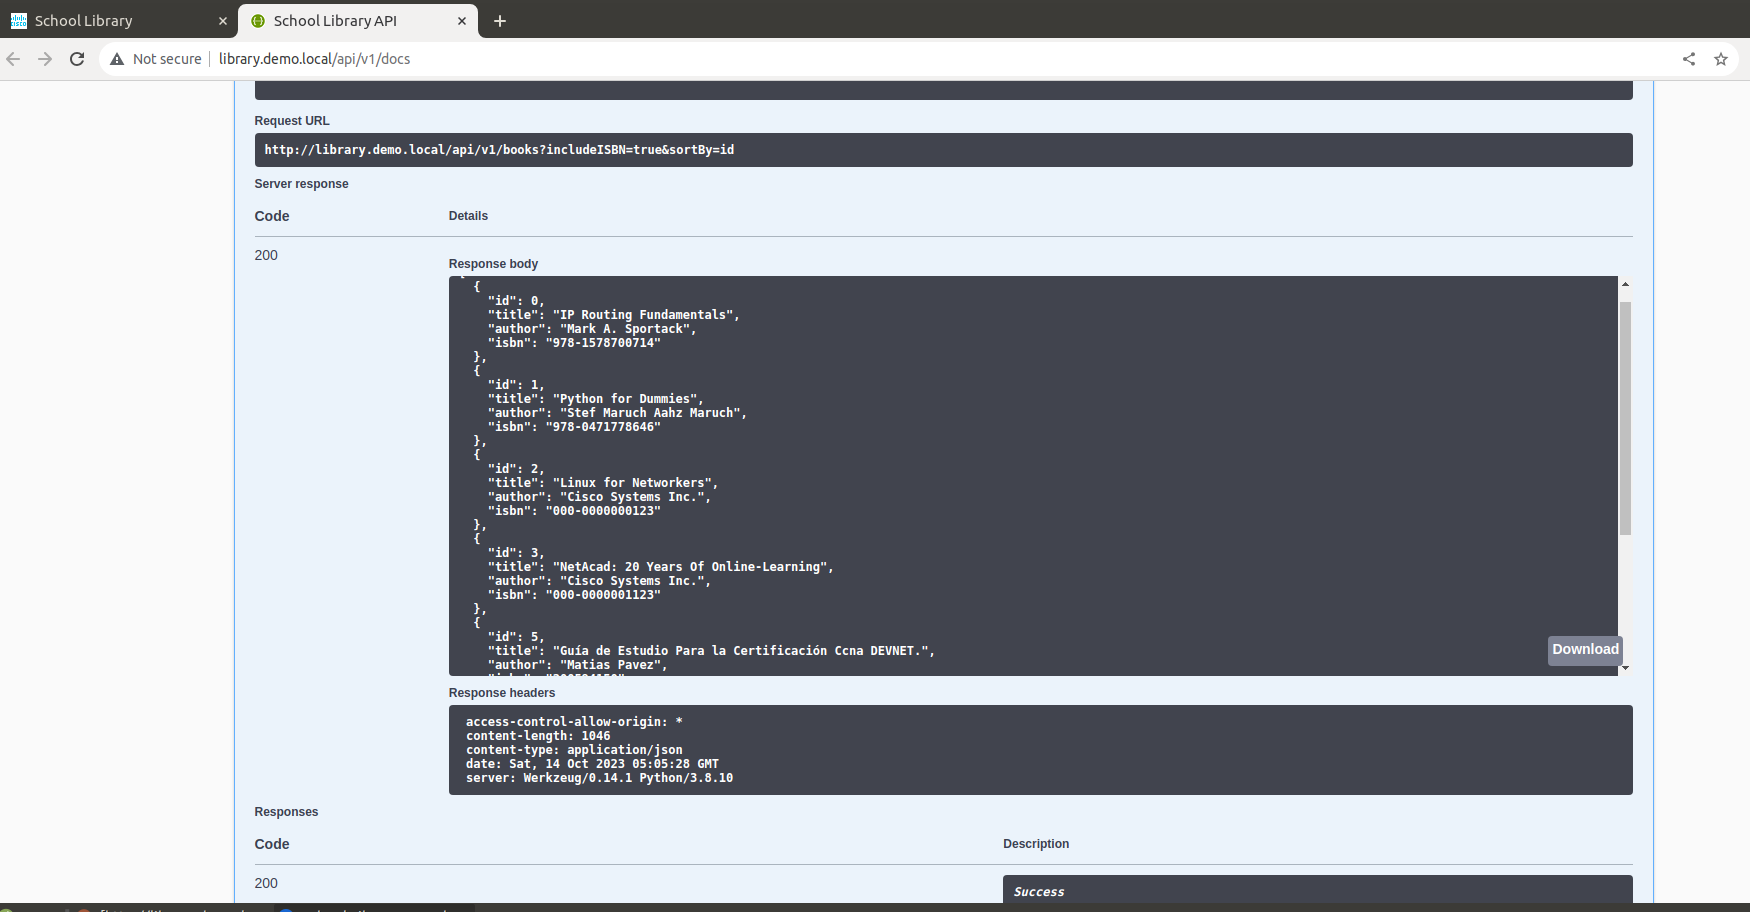 School Library
School Library API
Not secure
library.demo.local/api/v1/docs
Request URL
http://library.demo.local/api/v1/books?includeISBN=true&sortBy=id
Server response
Code Details
200
Response body
{
"id": 0,
"title": "IP Routing Fundamentals",
"author": "Mark A. Sportack",
"isbn": "978-1578700714"
},
{
"id": 1,
"title": "Python for Dummies",
"author": "Stef Maruch Aahz Maruch",
"isbn": "978-0471778646"
},
{
"id": 2,
"title": "Linux for Networkers",
"author": "Cisco Systems Inc.",
"isbn": "000-0000000123"
},
{
"id": 3,
"title": "NetAcad: 20 Years Of Online-Learning",
"author": "Cisco Systems Inc.",
"isbn": "000-0000001123"
},
{
"id": 5,
"title": "Guía de Estudio Para la Certificación Ccna DEVNET.",
"author": "Matias Pavez",
Download
Response headers
access-control-allow-origin: *
content-length: 1046
content-type: application/json
date: Sat, 14 Oct 2023 05:05:28 GMT
server: Werkzeug/0.14.1 Python/3.8.10
Responses
Code Description
200
Success